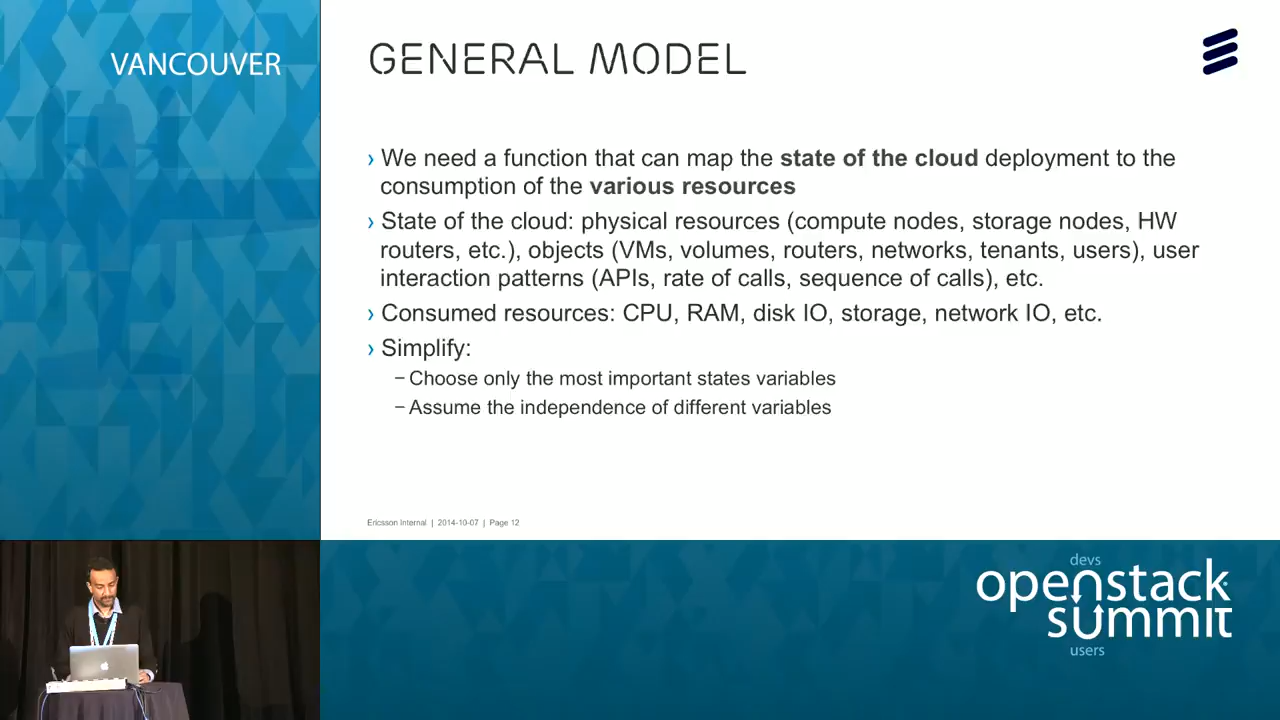 VANCOUVER
GENERAL MODEL
› We need a function that can map the state of the cloud deployment to the
consumption of the various resources
› State of the cloud: physical resources (compute nodes, storage nodes, HW
routers, etc.), objects (VMs, volumes, routers, networks, tenants, users), user
interaction patterns (APIs, rate of calls, sequence of calls), etc.
› Consumed resources: CPU, RAM, disk IO, storage, network IO, etc.
› Simplify:
– Choose only the most important states variables
– Assume the independence of different variables
Ericsson Internal | 2014-10-07 | Page 12
devs
openstack
summit
users